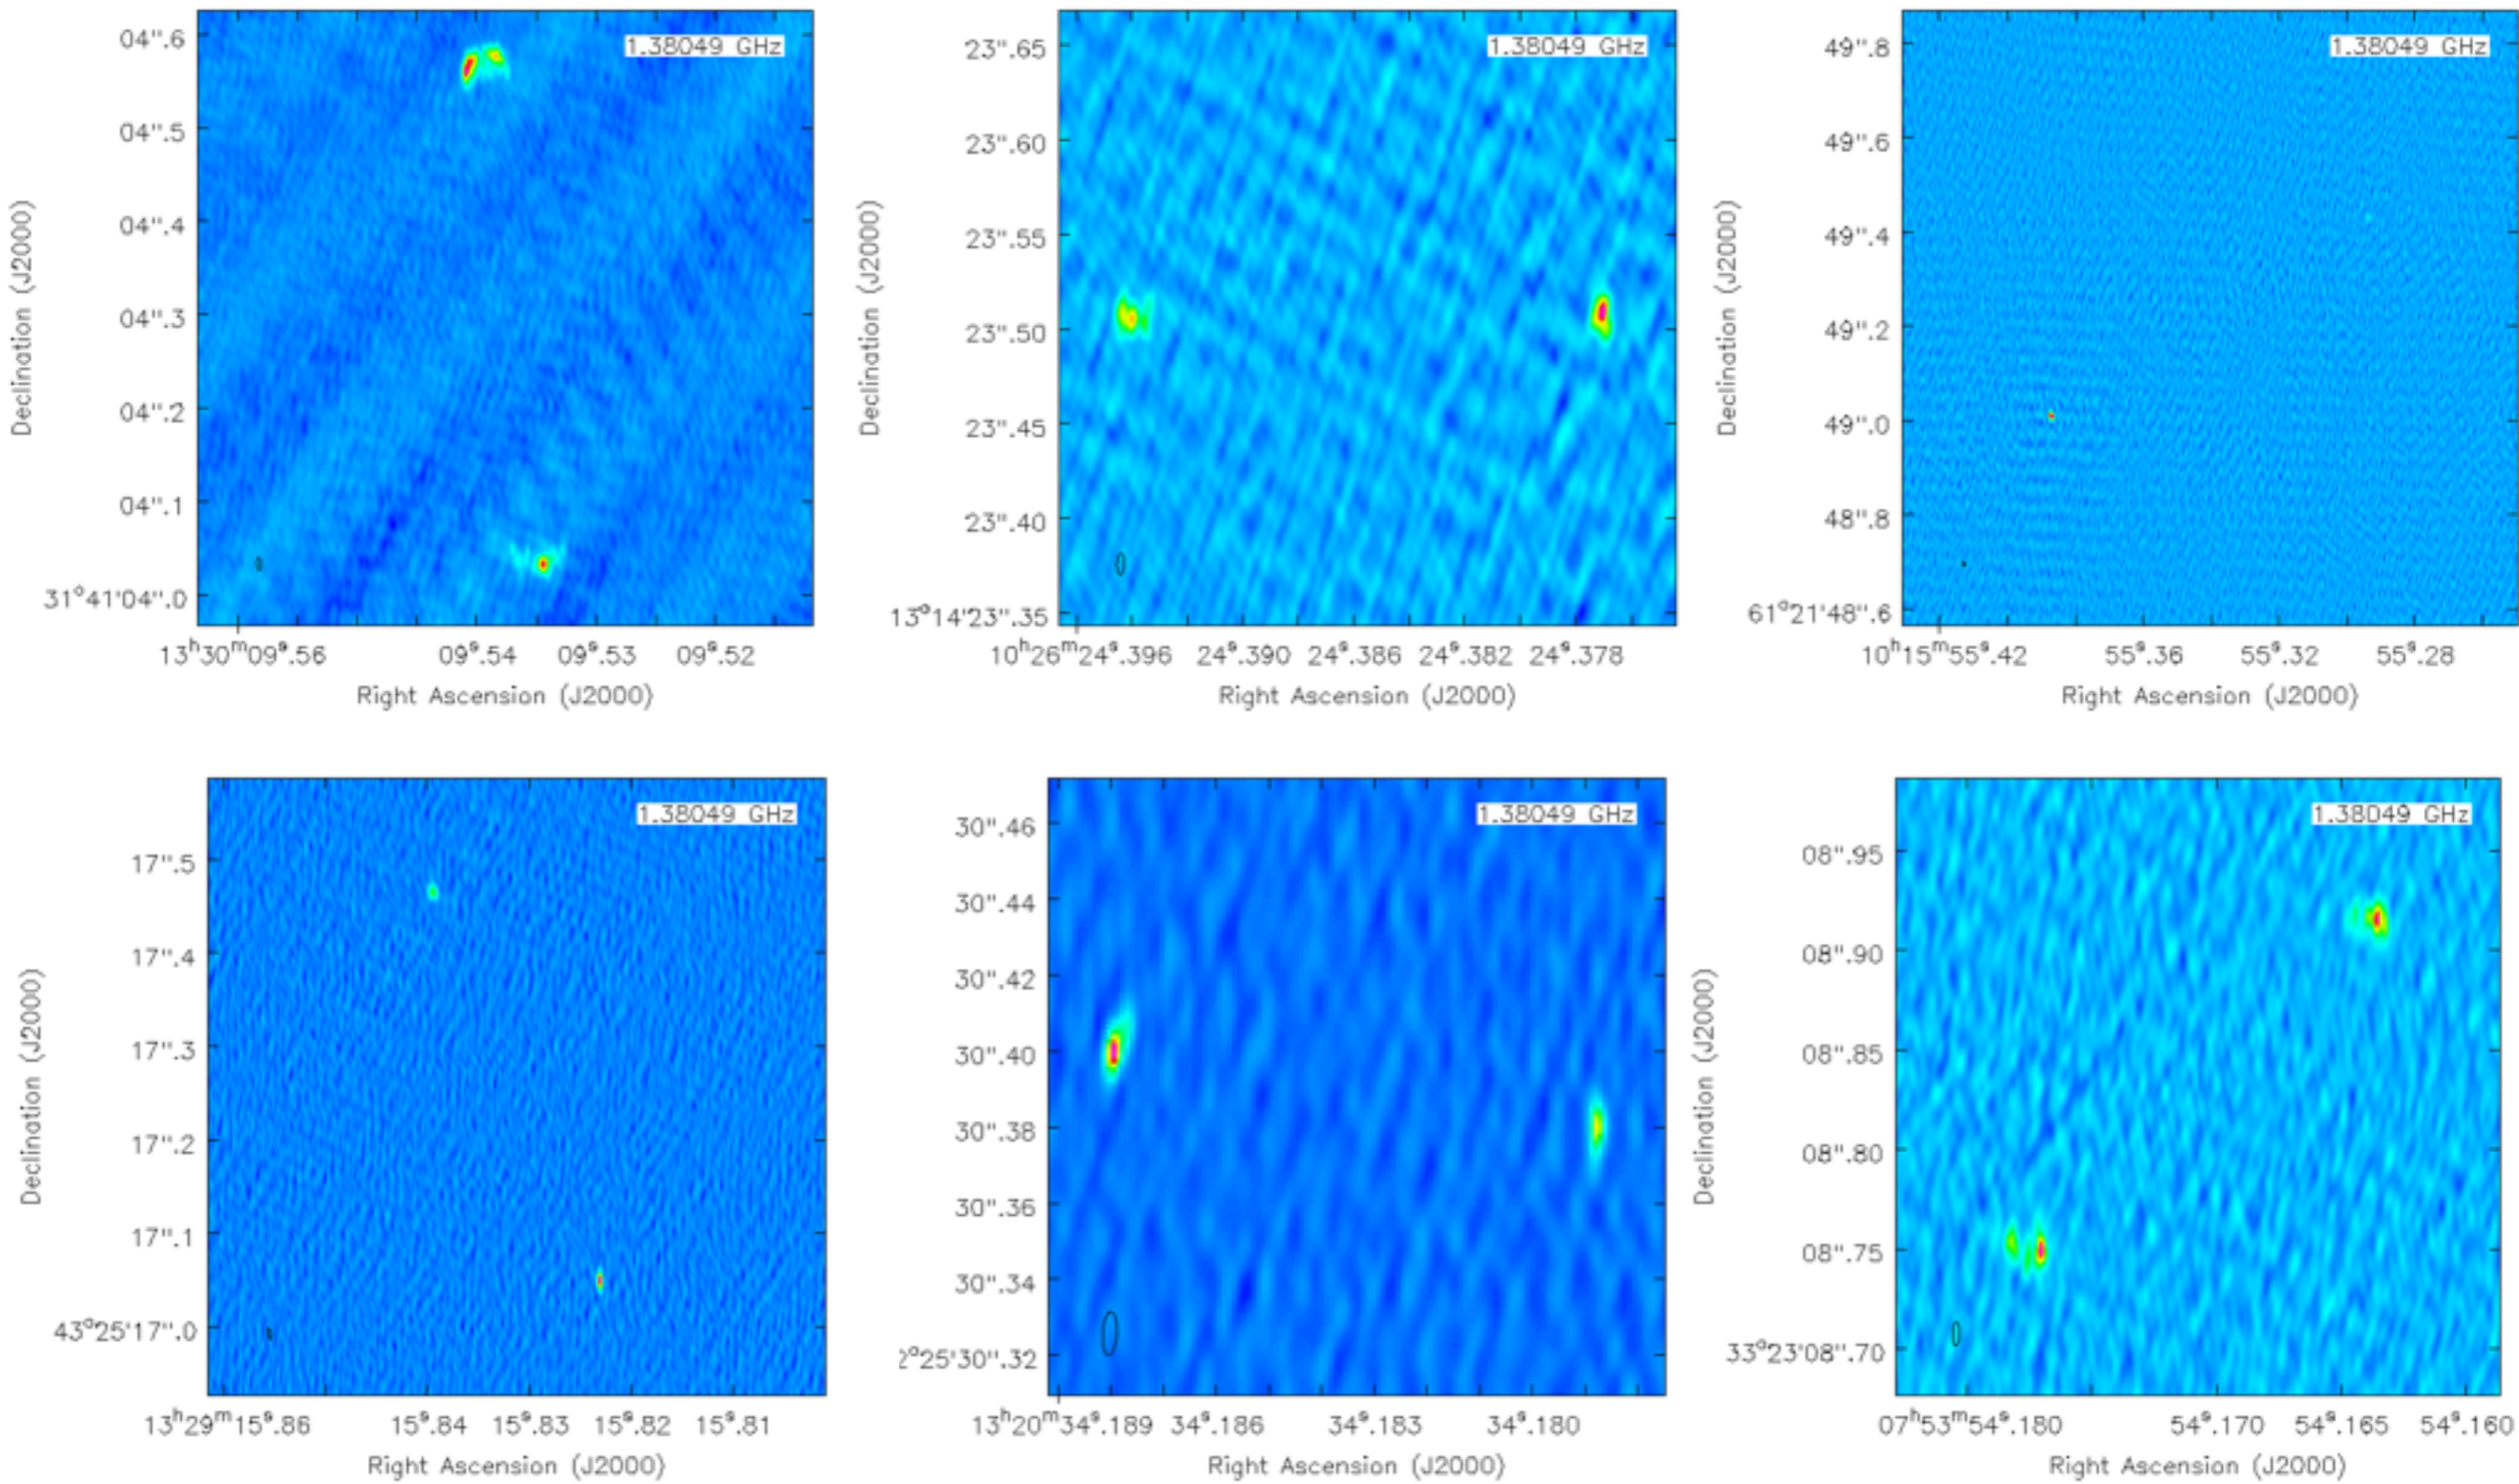 1.38049 GHz
04".6
04".5
04".4
04".3
04".2
04".1
31°41'04".0
Declination (J2000)
13ʰ30ᵐ09ˢ.56 09ˢ.54 09ˢ.53 09ˢ.52
Right Ascension (J2000)
1.38049 GHz
23".65
23".60
23".55
23".50
23".45
23".40
13°14'23".35
Declination (J2000)
10ʰ26ᵐ24ˢ.396 24ˢ.390 24ˢ.386 24ˢ.382 24ˢ.378
Right Ascension (J2000)
1.38049 GHz
49".8
49".6
49".4
49".2
49".0
48".8
61°21'48".6
Declination (J2000)
10ʰ15ᵐ55ˢ.42 55ˢ.36 55ˢ.32 55ˢ.28
Right Ascension (J2000)
1.38049 GHz
17".5
17".4
17".3
17".2
17".1
43°25'17".0
Declination (J2000)
13ʰ29ᵐ15ˢ.86 15ˢ.84 15ˢ.83 15ˢ.82 15ˢ.81
Right Ascension (J2000)
1.38049 GHz
30".46
30".44
30".42
30".40
30".38
30".36
30".34
2°25'30".32
13ʰ20ᵐ34ˢ.189 34ˢ.186 34ˢ.183 34ˢ.180
Right Ascension (J2000)
1.38049 GHz
08".95
08".90
08".85
08".80
08".75
33°23'08".70
Declination (J2000)
07ʰ53ᵐ54ˢ.180 54ˢ.170 54ˢ.165 54ˢ.160
Right Ascension (J2000)